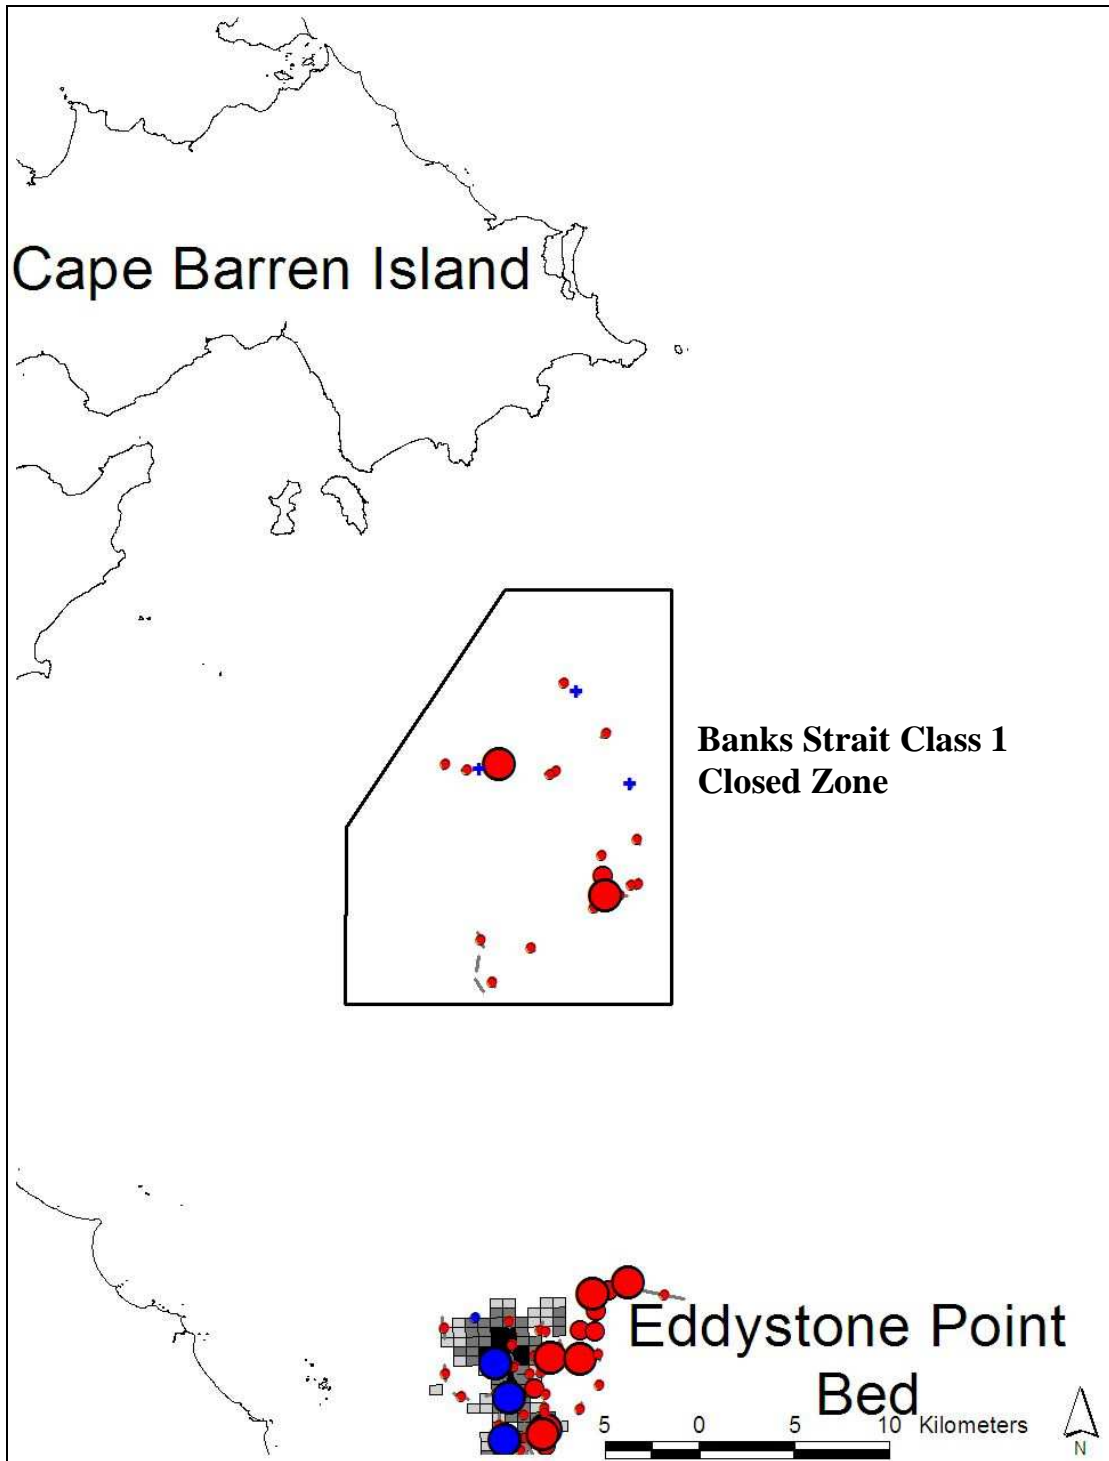 Cape Barren Island
Banks Strait Class 1
Closed Zone
Eddystone Point
Bed
5 0 5 10 Kilometers
N